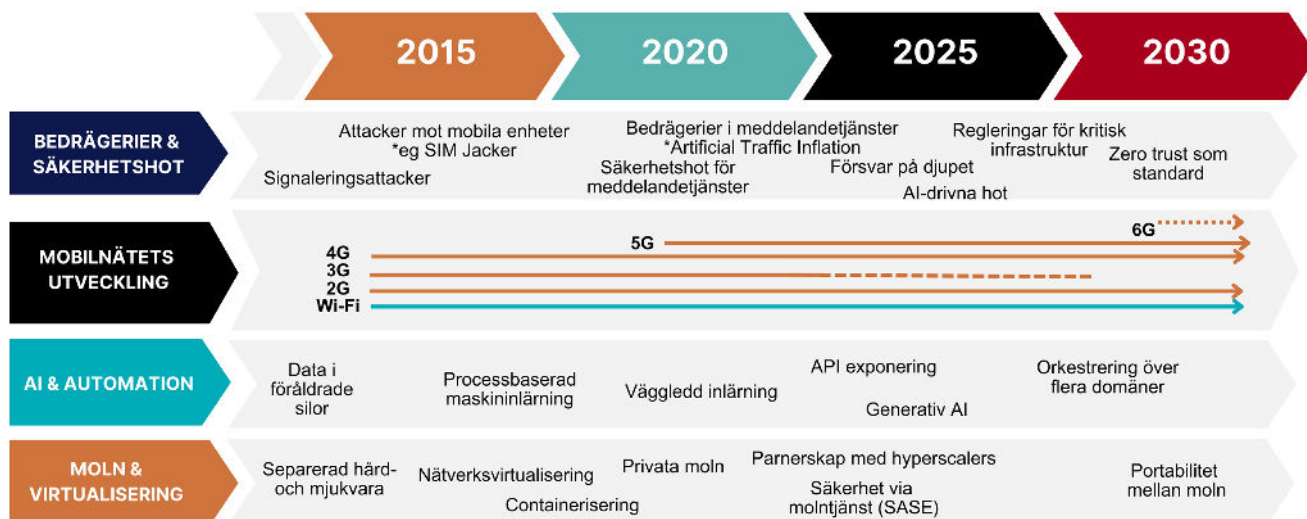 2015
2020
2025
2030
BEDRÄGERIER &
SÄKERHETSHOT
Attacker mot mobila enheter
*eg SIM Jacker
Signaleringsattacker
Bedrägerier i meddelandetjänster
*Artificial Traffic Inflation
Säkerhetshot för
meddelandetjänster
Försvar på djupet
AI-drivna hot
Regleringar för kritisk
infrastruktur
Zero trust som
standard
MOBILNÄTETS
UTVECKLING
6G
5G
4G
3G
2G
Wi-Fi
AI & AUTOMATION
Data i
föråldrade
silor
Processbaserad
maskininlärning
Väggledd inlärning
API exponering
Generativ AI
Orkestrering över
flera domäner
MOLN &
VIRTUALISERING
Separerad hård-
och mjukvara
Nätverksvirtualisering
Containerisering
Privata moln
Parnerskap med hyperscalers
Säkerhet via
molntjänst (SASE)
Portabilitet
mellan moln